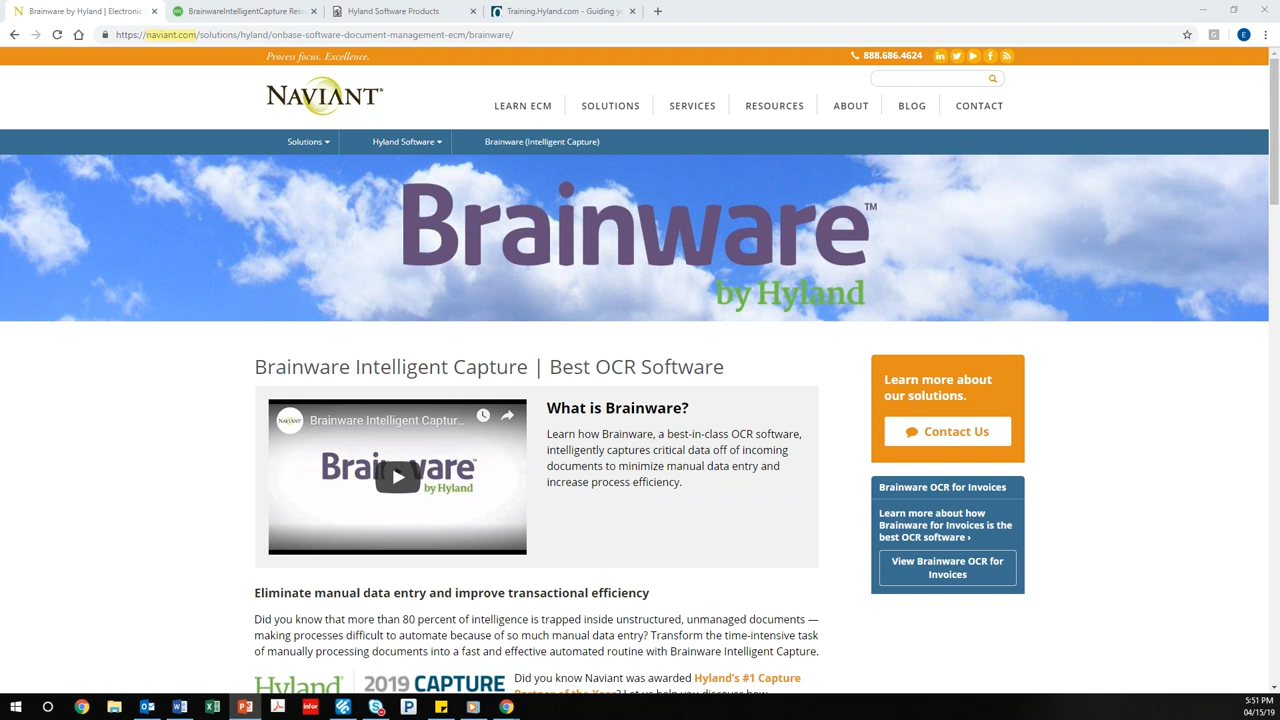 Brainware by Hyland | Electronic
BrainwareIntelligentCapture Res
Hyland Software Products
Training.Hyland.com - Guiding yo
https://naviant.com/solutions/hyland/onbase-software-document-management-ecm/brainware/
Process focus. Excellence.
888.686.4624
NAVIANT®
LEARN ECM
SOLUTIONS
SERVICES
RESOURCES
ABOUT
BLOG
CONTACT
Solutions
Hyland Software
Brainware (Intelligent Capture)
Brainware™
by Hyland
Brainware Intelligent Capture | Best OCR Software
NAVIANT
Brainware Intelligent Captur...
Brainware™
by Hyland
What is Brainware?
Learn how Brainware, a best-in-class OCR software,
intelligently captures critical data off of incoming
documents to minimize manual data entry and
increase process efficiency.
Learn more about
our solutions.
Contact Us
Brainware OCR for Invoices
Learn more about how
Brainware for Invoices is the
best OCR software ›
View Brainware OCR for
Invoices
Eliminate manual data entry and improve transactional efficiency
Did you know that more than 80 percent of intelligence is trapped inside unstructured, unmanaged documents —
making processes difficult to automate because of so much manual data entry? Transform the time-intensive task
of manually processing documents into a fast and effective automated routine with Brainware Intelligent Capture.
Hyland
2019 CAPTURE
Did you know Naviant was awarded Hyland's #1 Capture
Partner of the Year? Let us help you discover how
infor
5:51 PM
04/15/19